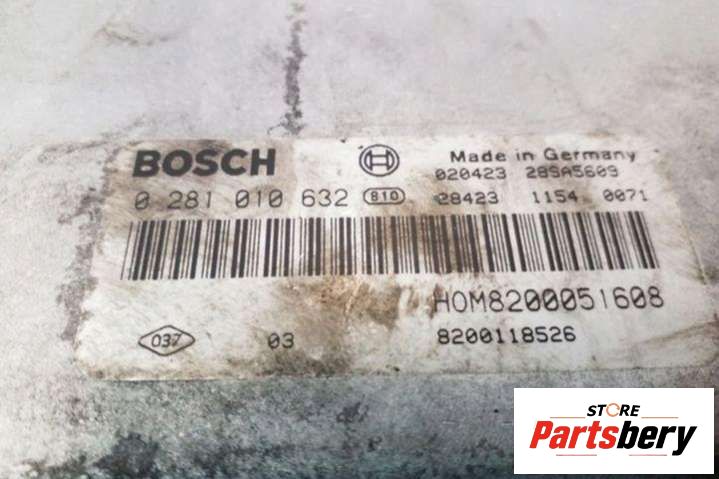 BOSCH Made in Germany
020423 28SA5609
0 281 010 632 810 28423 1154 0071
HOM8200051608
037 03 8200118526
STORE
Partsbery